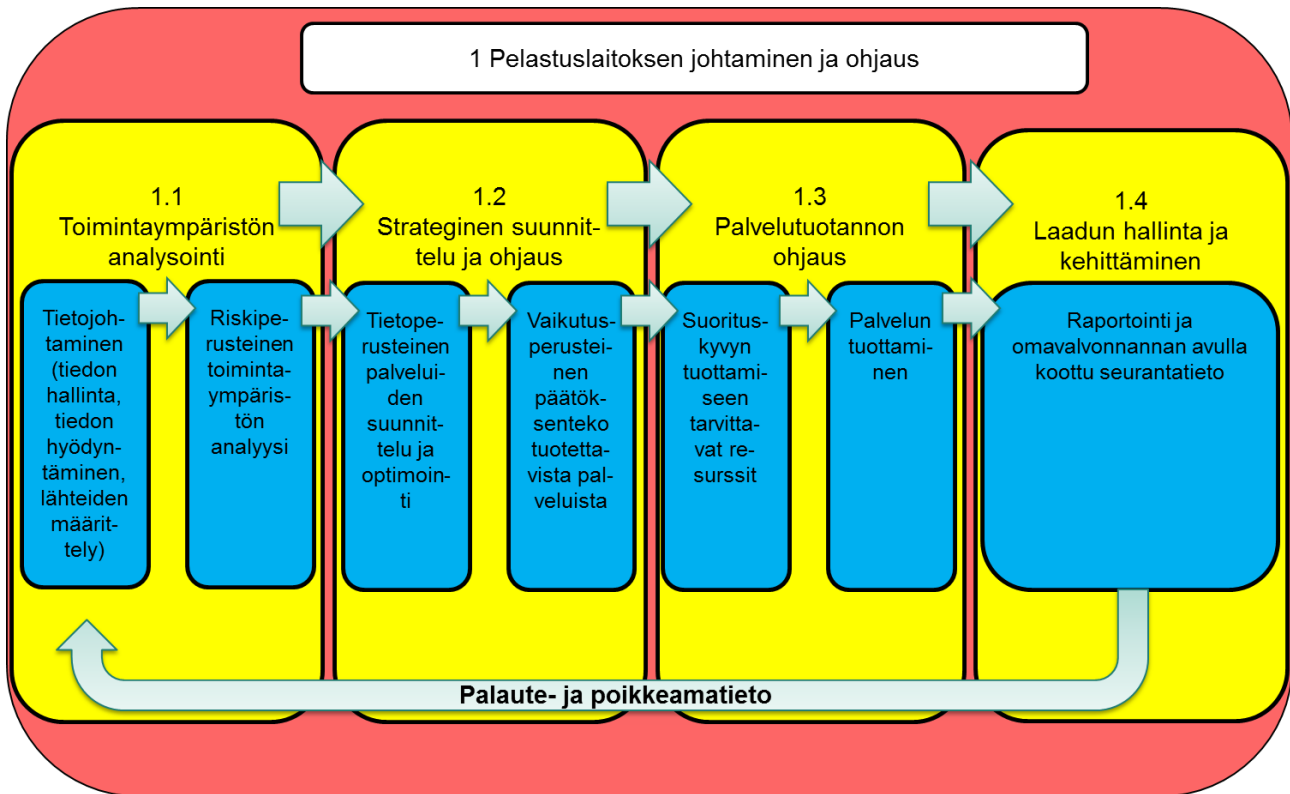 1 Pelastuslaitoksen johtaminen ja ohjaus
1.1
Toimintaympäristön
analysointi
Tietojoh-
taminen
(tiedon
hallinta,
tiedon
hyödyn-
täminen,
lähteiden
määrit-
tely)
Riskipe-
rusteinen
toiminta-
ympäris-
tön
analyysi
1.2
Strateginen suunnit-
telu ja ohjaus
Tietope-
rusteinen
palvelui-
den
suunnit-
telu ja
optimoin-
ti
Vaikutus-
perustei-
nen
päätök-
senteko
tuotetta-
vista pal-
veluista
1.3
Palvelutuotannon
ohjaus
Suoritus-
kyvyn
tuottami-
seen
tarvitta-
vat re-
surssit
Palvelun
tuottami-
nen
1.4
Laadun hallinta ja
kehittäminen
Raportointi ja
omavalvonnannan avulla
koottu seurantatieto
Palaute- ja poikkeamatieto